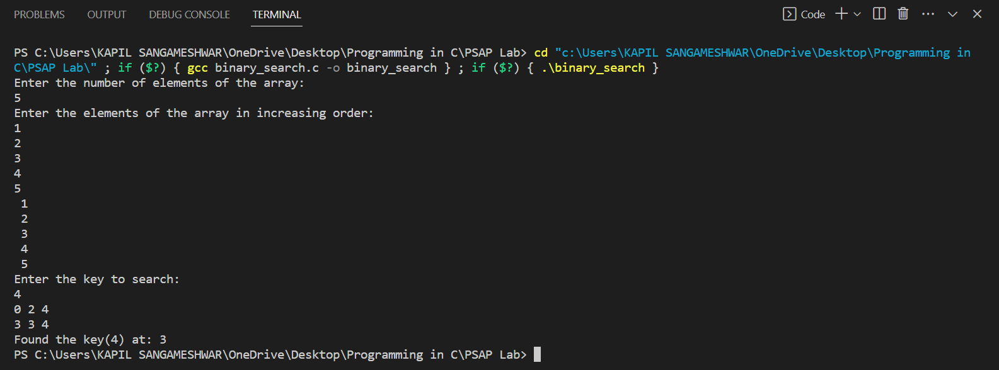 PROBLEMS OUTPUT DEBUG CONSOLE TERMINAL Code
PS C:\Users\KAPIL SANGAMESHWAR\OneDrive\Desktop\Programming in C\PSAP Lab> cd "c:\Users\KAPIL SANGAMESHWAR\OneDrive\Desktop\Programming in
C\PSAP Lab\" ; if ($?) { gcc binary_search.c -o binary_search } ; if ($?) { .\binary_search }
Enter the number of elements of the array:
5
Enter the elements of the array in increasing order:
1
2
3
4
5
 1
 2
 3
 4
 5
Enter the key to search:
4
0 2 4
3 3 4
Found the key(4) at: 3
PS C:\Users\KAPIL SANGAMESHWAR\OneDrive\Desktop\Programming in C\PSAP Lab>